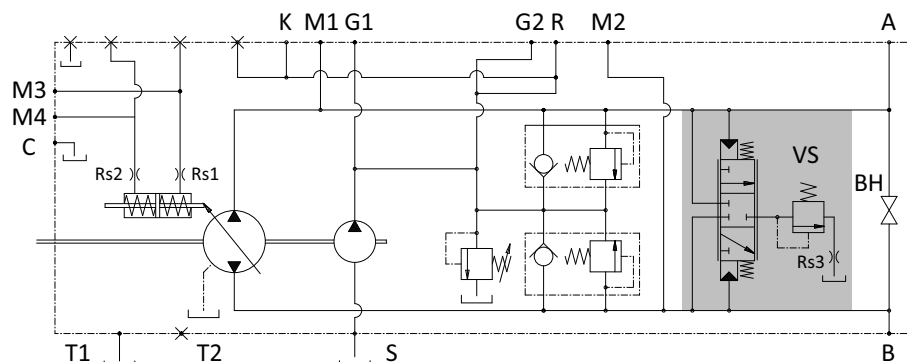 K M1 G1 G2 R M2 A
M3
M4
C
Rs2 Rs1
VS
BH
Rs3
T1 T2 S B